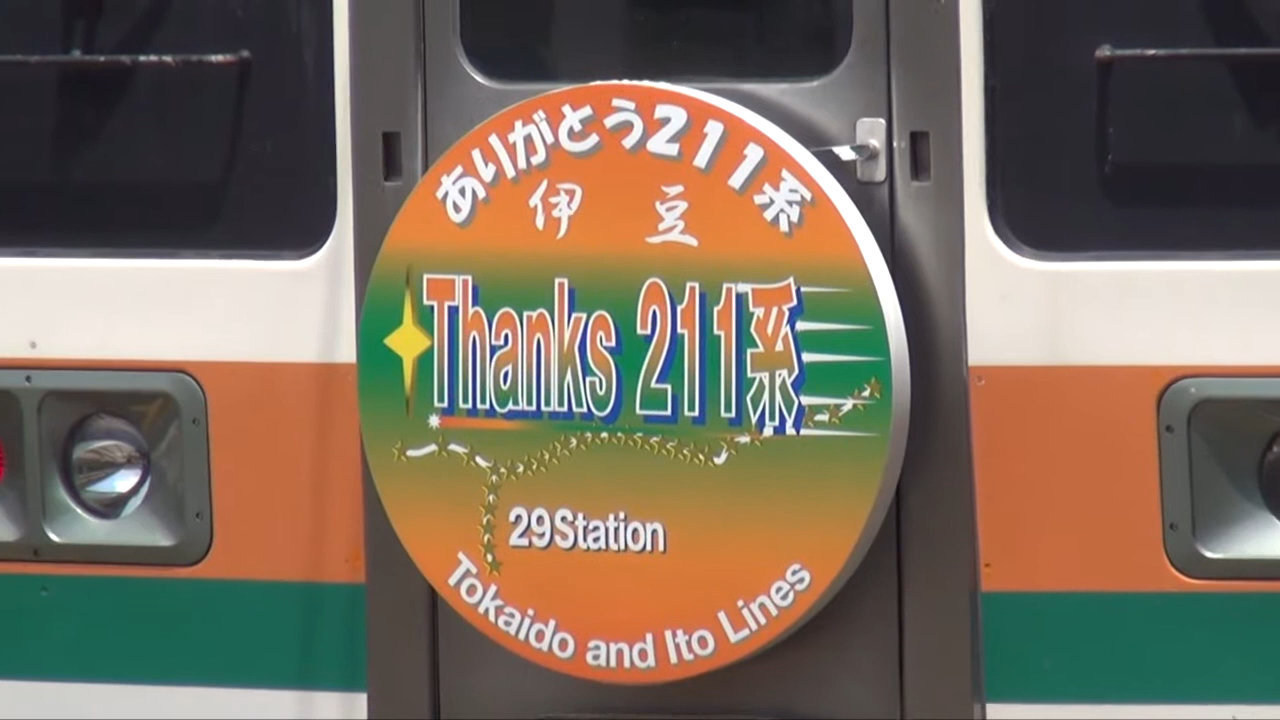 ありがとう211系
伊豆
Thanks 211系
29Station
Tokaido and Ito Lines